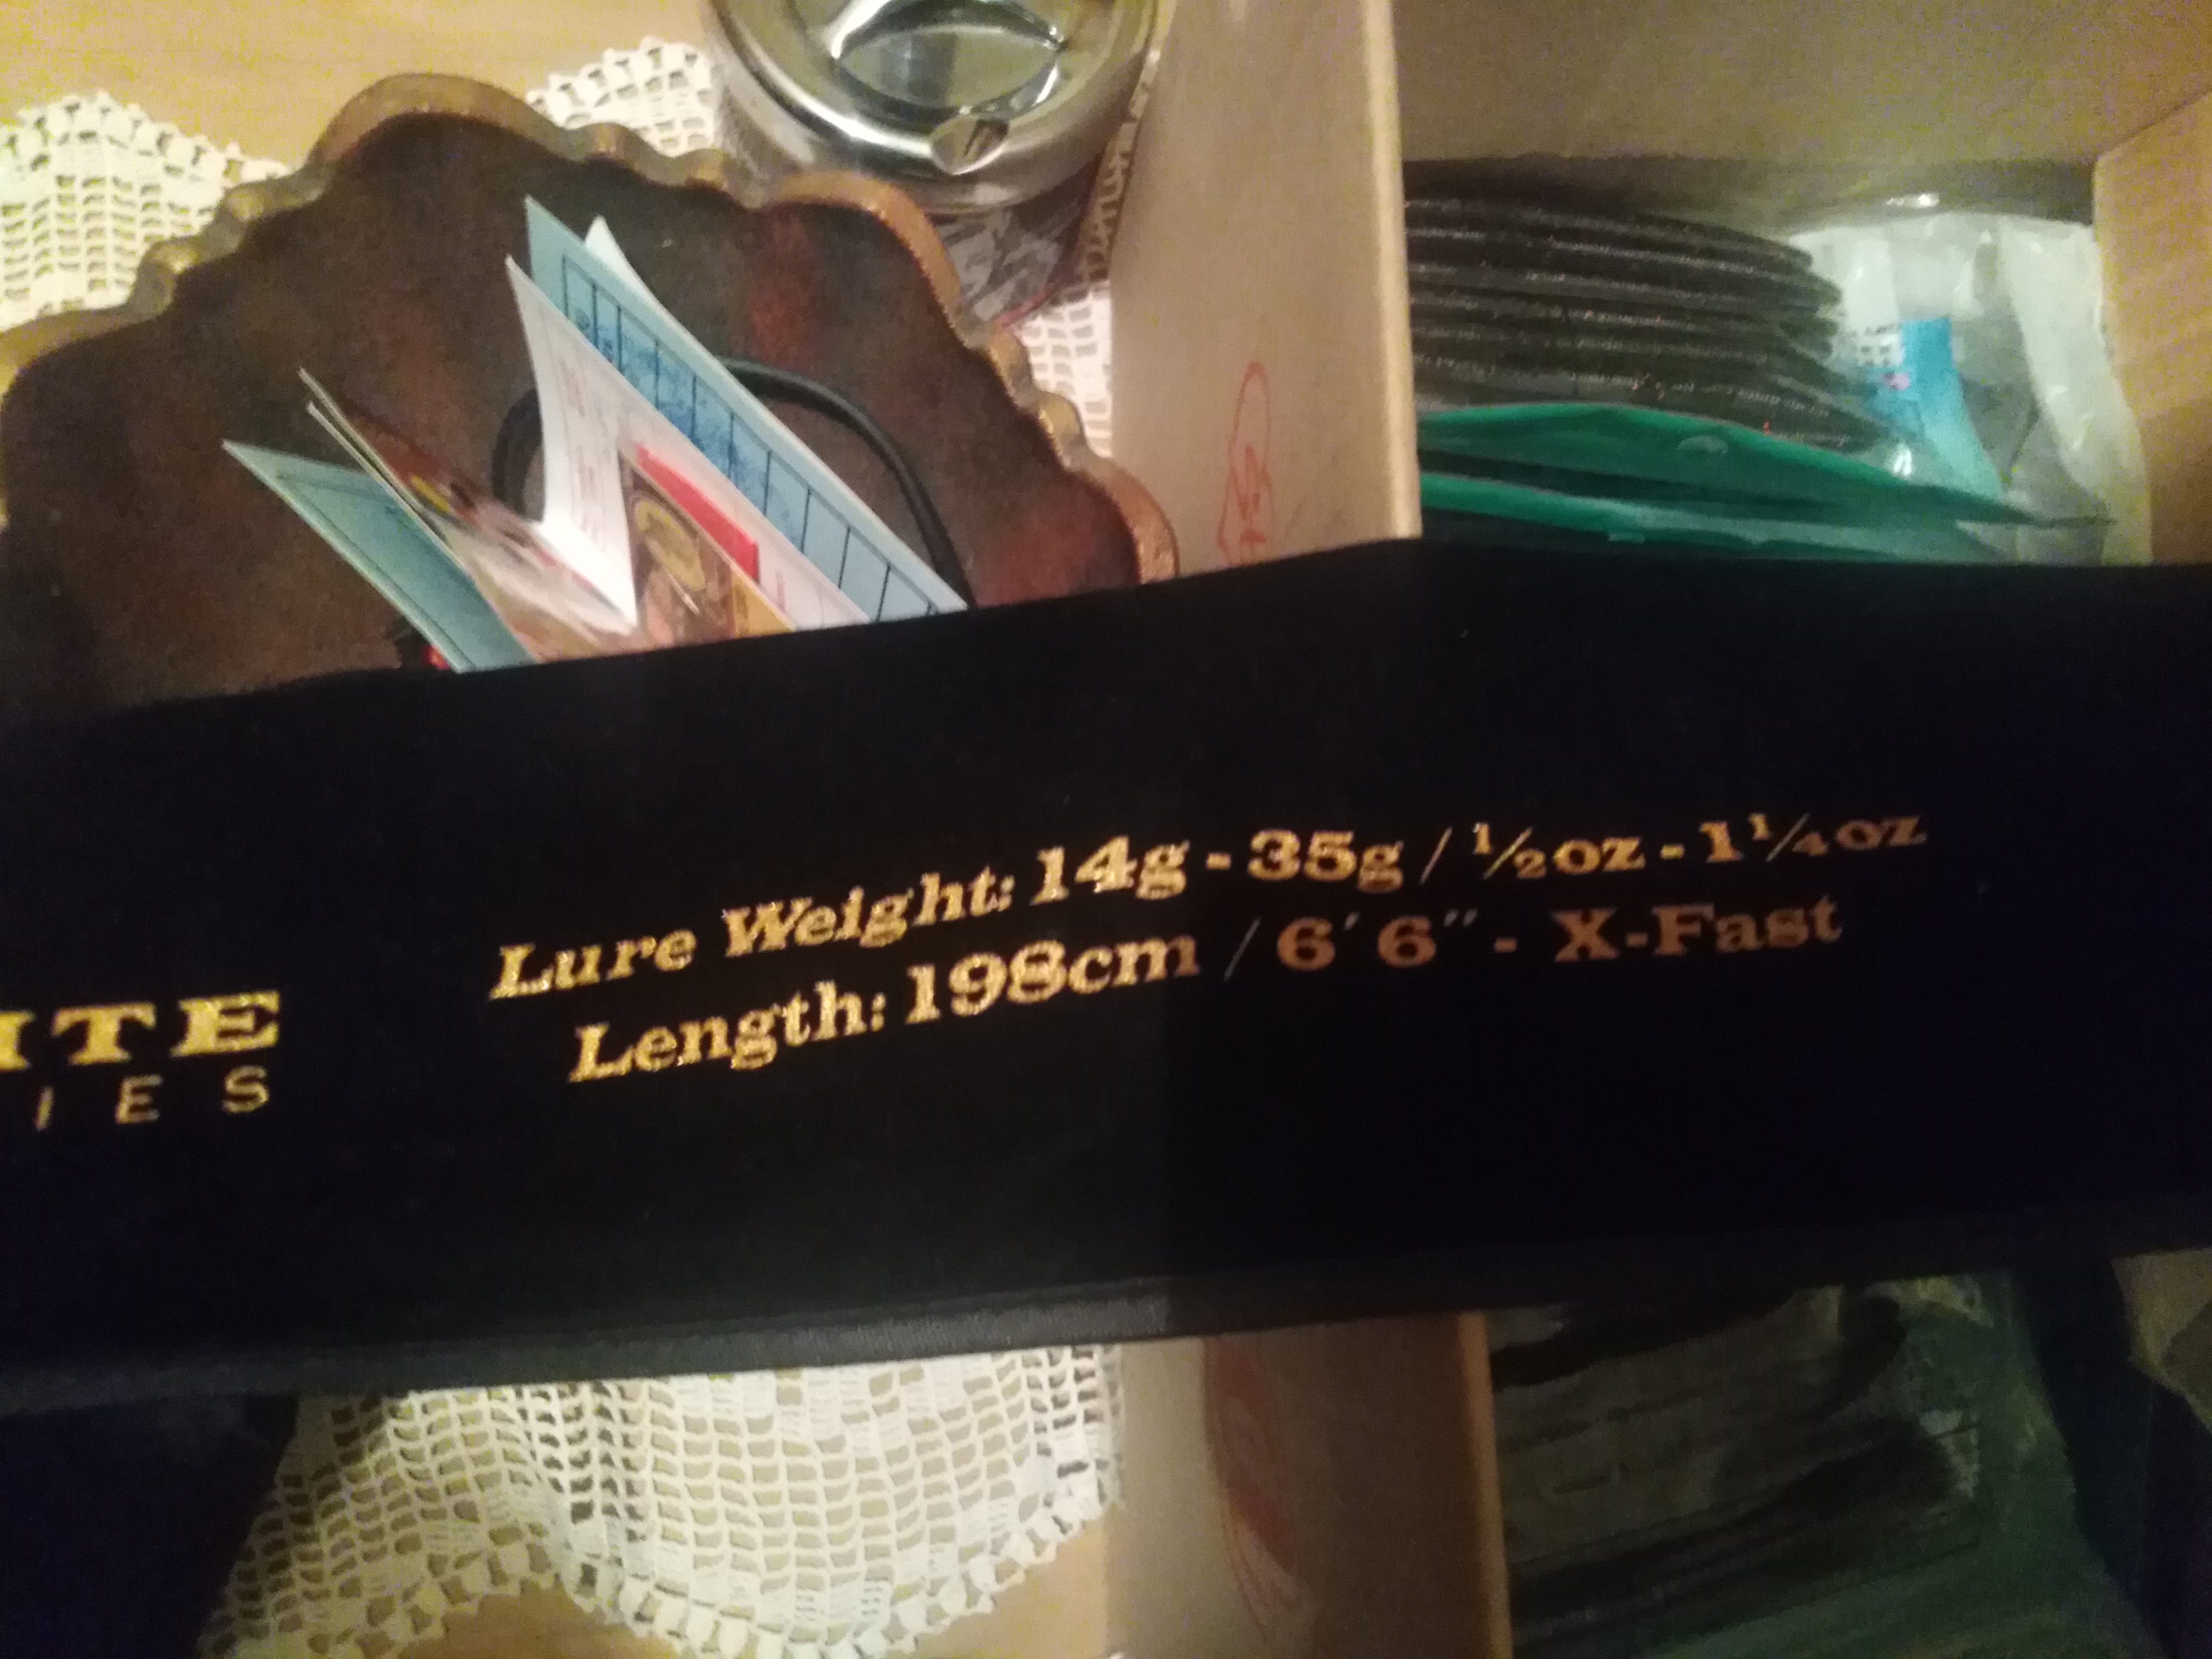 ITE
IES
Lure Weight: 14g - 35g / ½oz - 1¼oz
Length: 198cm / 6' 6" - X-Fast